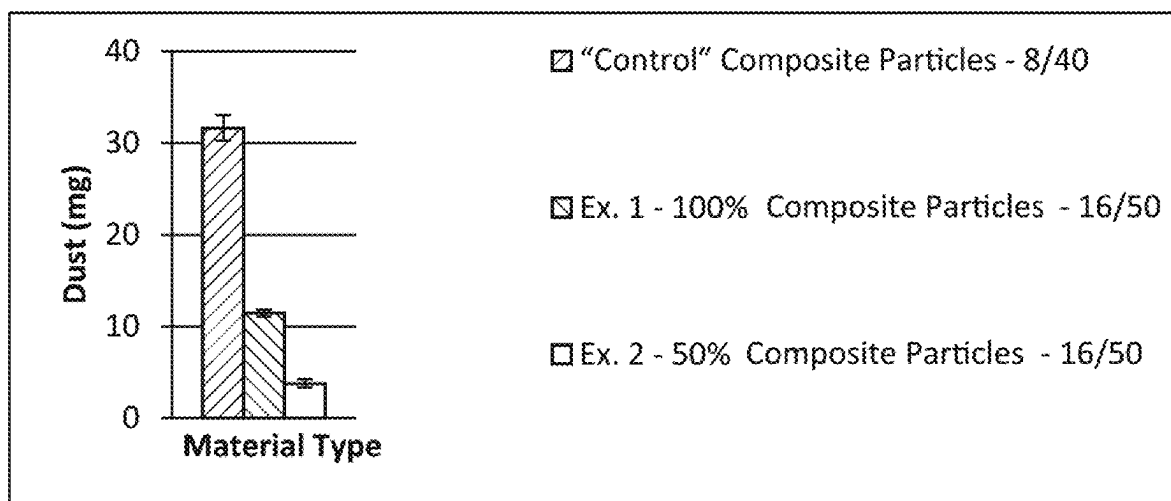 40
30
20
10
0
Dust (mg)
Material Type
“Control” Composite Particles - 8/40
Ex. 1 - 100% Composite Particles - 16/50
Ex. 2 - 50% Composite Particles - 16/50